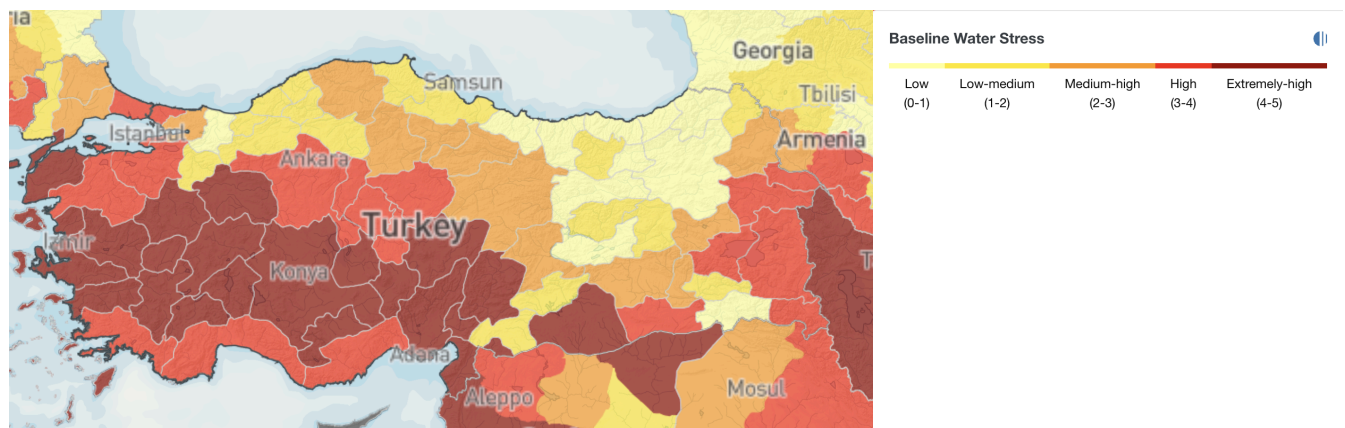 ia
Georgia
Samsun
Tbilisi
Istanbul
Armenia
Ankara
Turkey
Izmir
T
Konya
Adana
Mosul
Aleppo
Baseline Water Stress
Low
Low-medium
Medium-high
High
Extremely-high
(0-1)
(1-2)
(2-3)
(3-4)
(4-5)